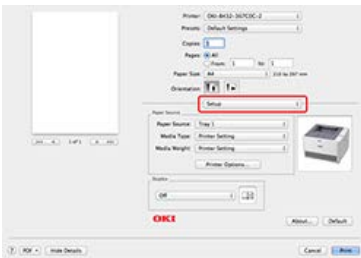 Printer: OKI-B432-367C0C-2
Presets: Default Settings
Copies: 1
Pages: All
From: 1 to: 1
Paper Size: A4 210 by 297 mm
Orientation:
Setup
Paper Source
Paper Source: Tray 1
Media Type: Printer Setting
Media Weight: Printer Setting
Printer Options...
Duplex
Off
OKI
About... Default
1 of 1
? PDF Hide Details Cancel Print